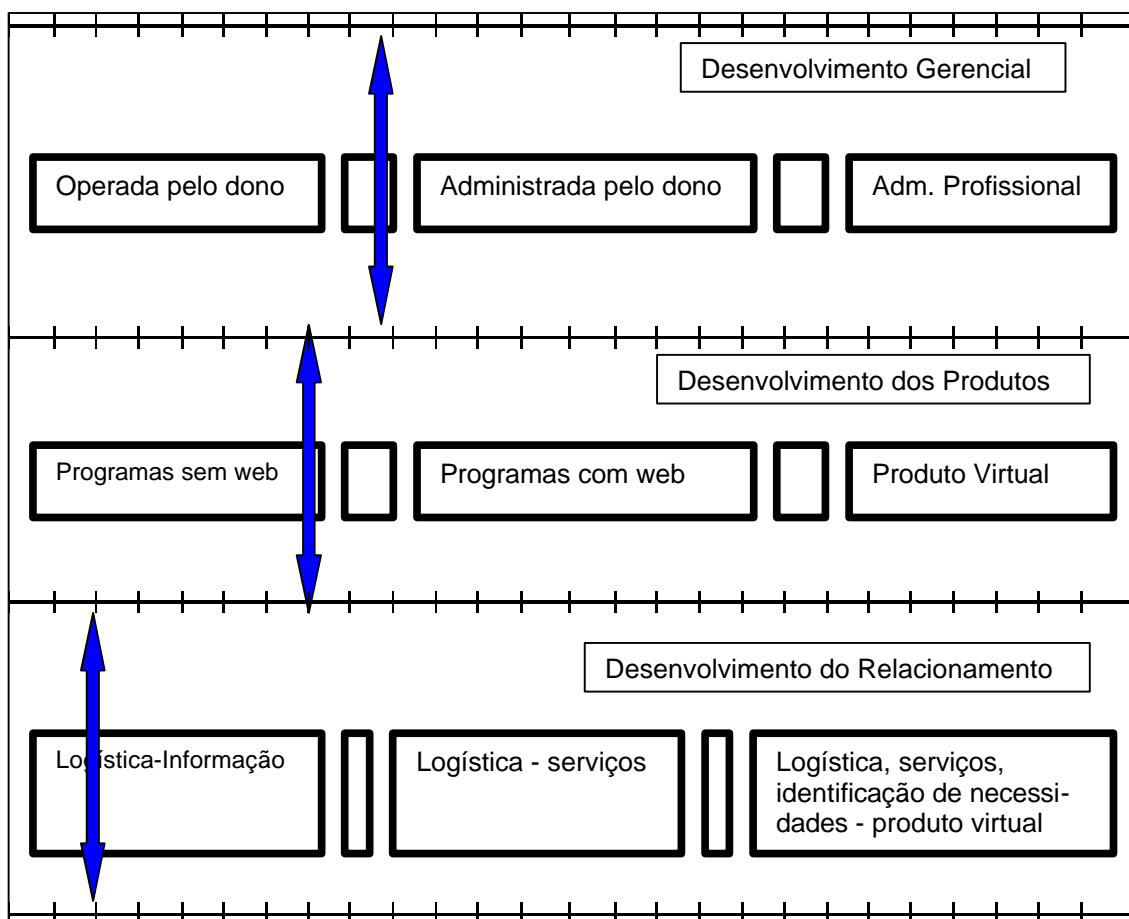 Desenvolvimento Gerencial
Operada pelo dono
Administrada pelo dono
Adm. Profissional
Desenvolvimento dos Produtos
Programas sem web
Programas com web
Produto Virtual
Desenvolvimento do Relacionamento
Logística-Informação
Logística - serviços
Logística, serviços,
identificação de necessi-
dades - produto virtual